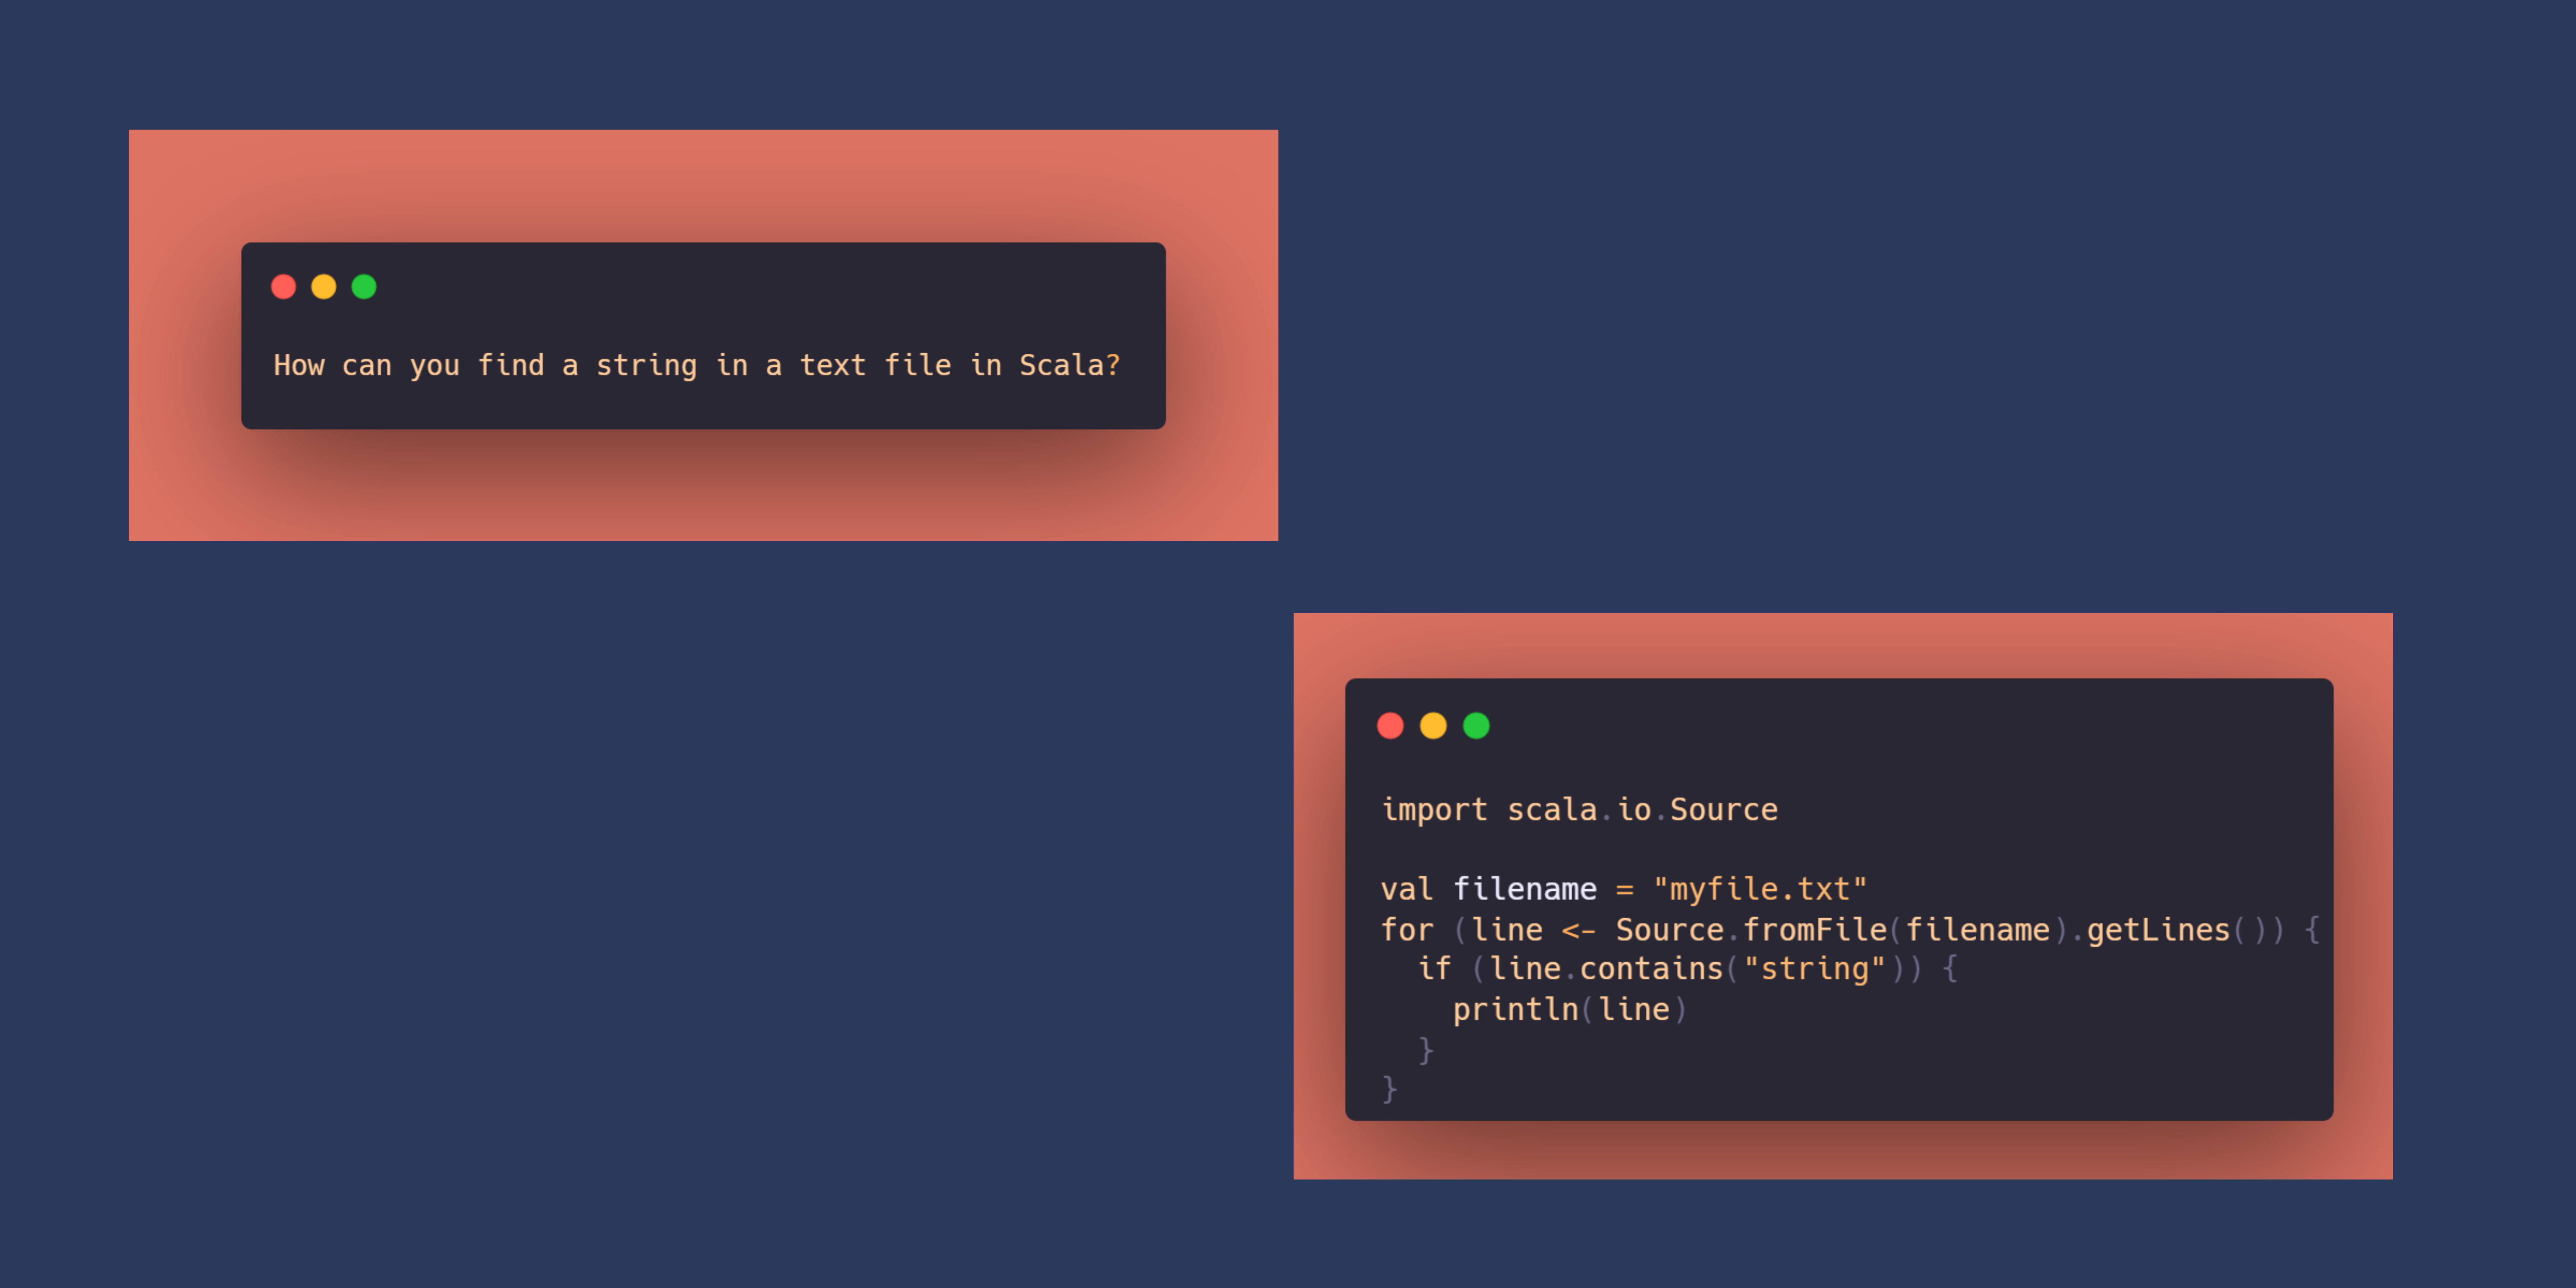 How can you find a string in a text file in Scala?
import scala.io.Source

val filename = "myfile.txt"
for (line <- Source.fromFile(filename).getLines()) {
  if (line.contains("string")) {
    println(line)
  }
}